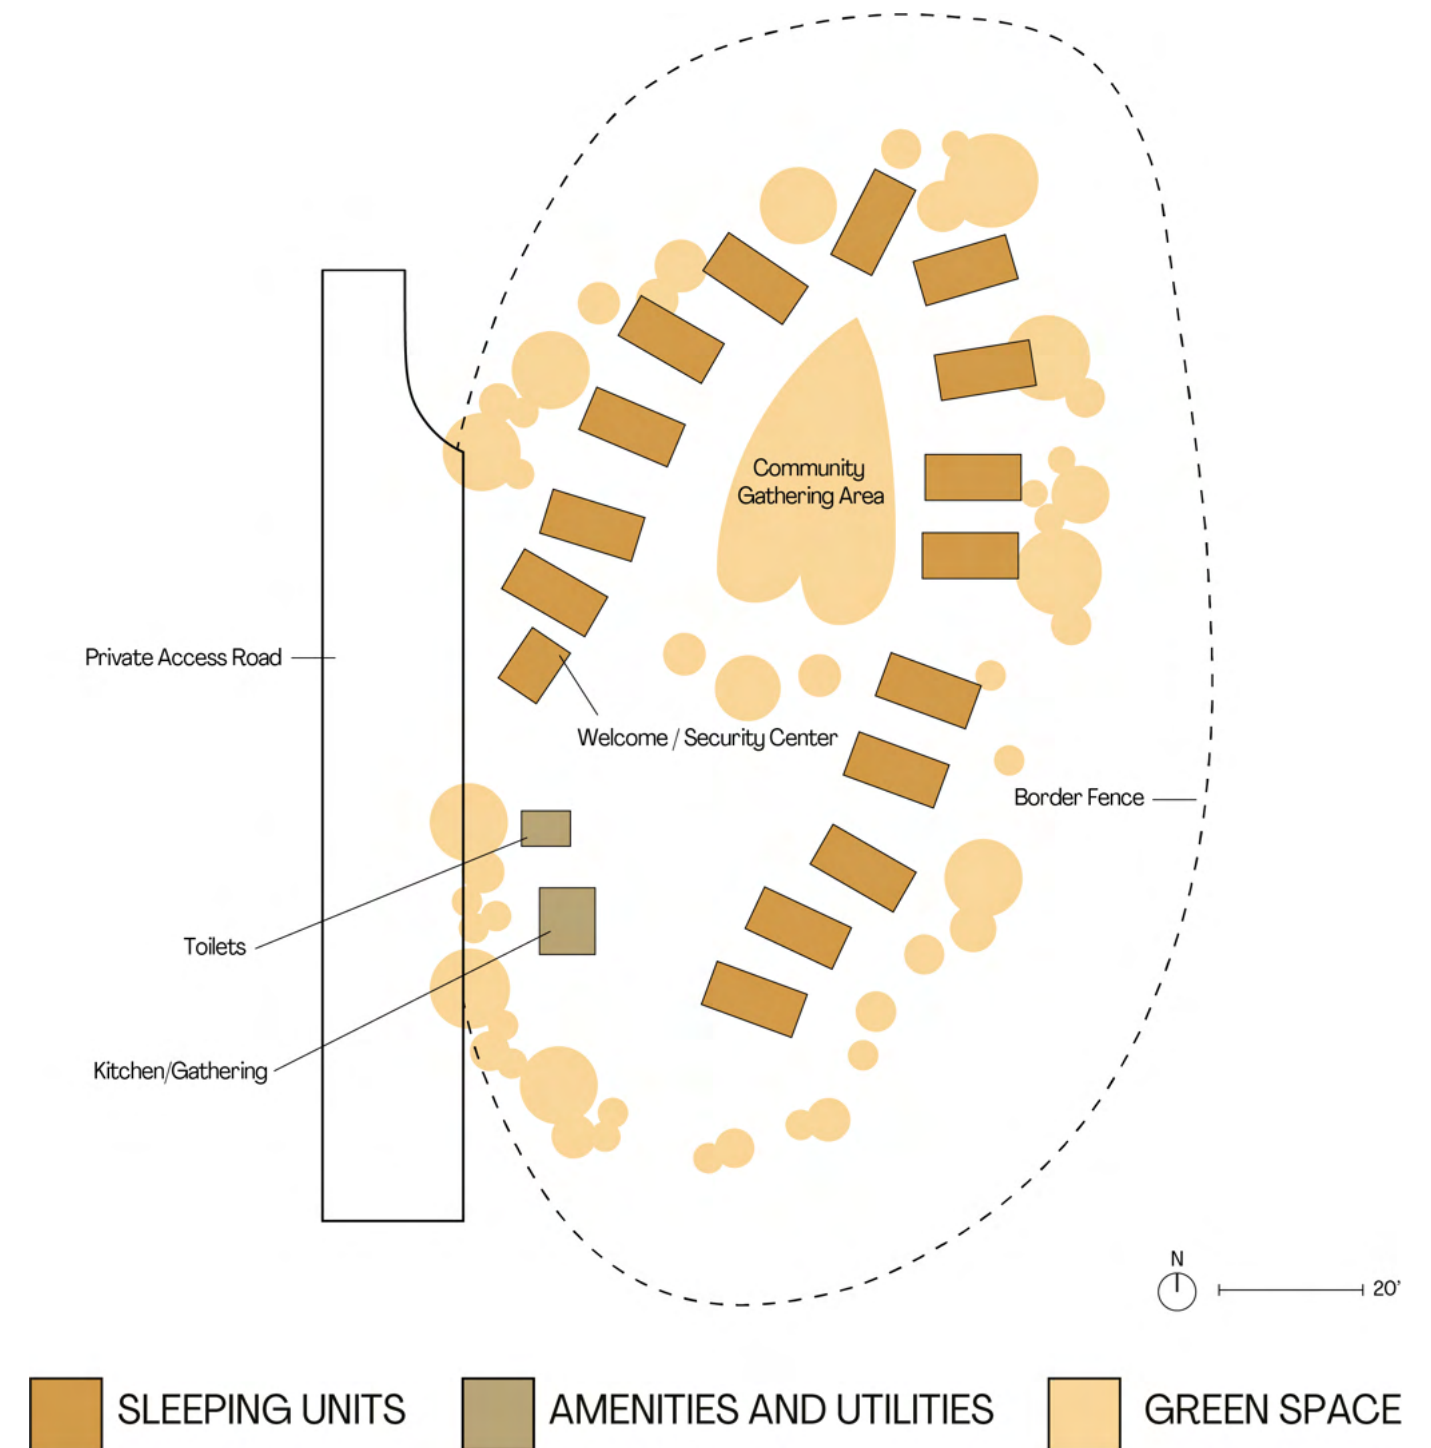 Community
Gathering Area
Private Access Road
Welcome / Security Center
Border Fence
Toilets
Kitchen/Gathering
N
20'
SLEEPING UNITS
AMENITIES AND UTILITIES
GREEN SPACE